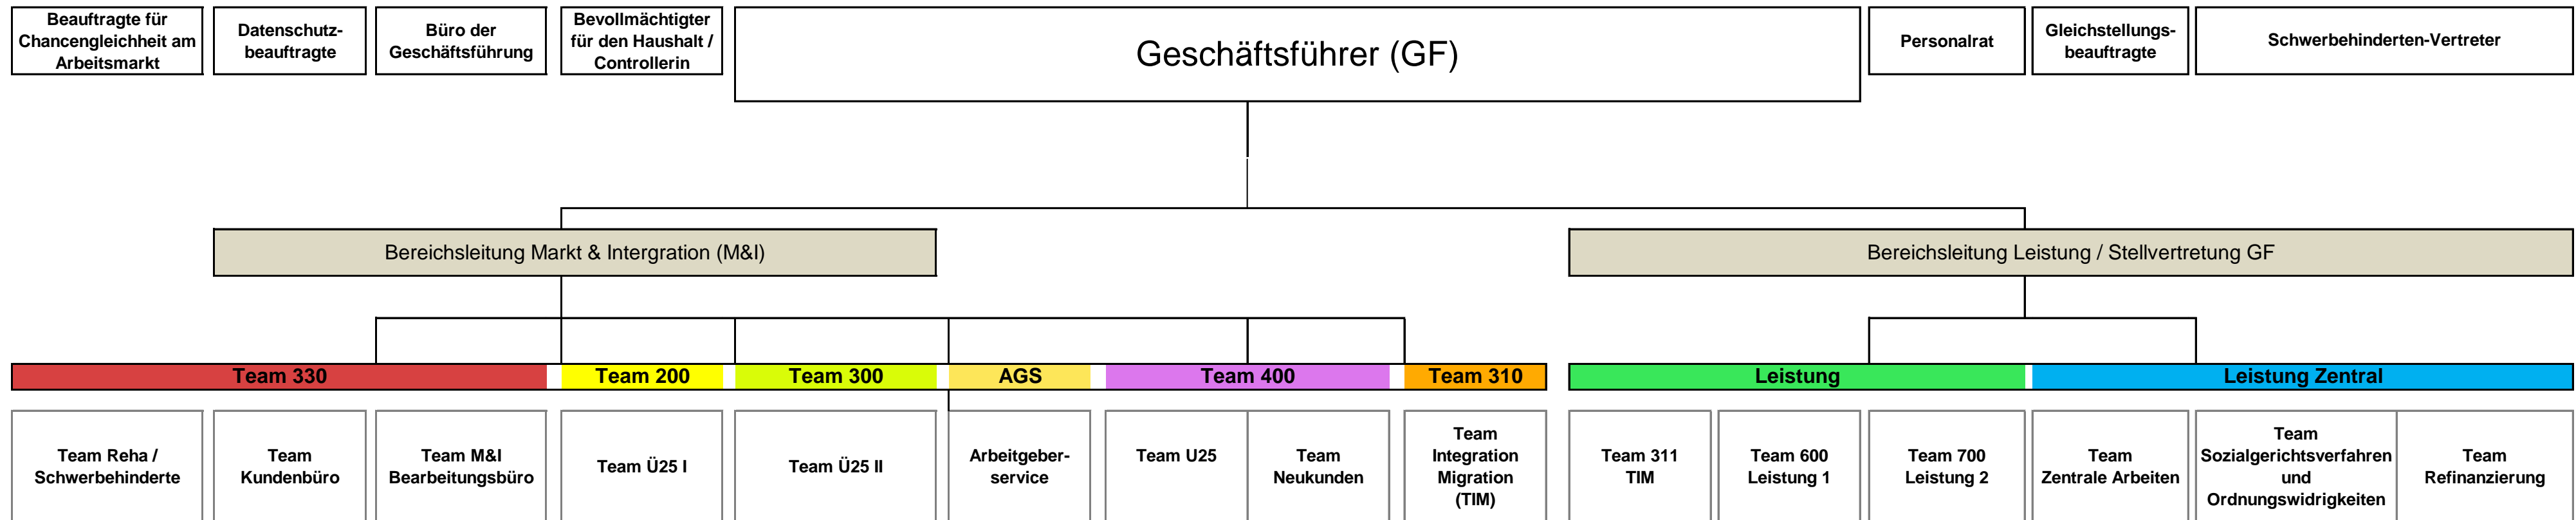 Beauftragte für
Chancengleichheit am
Arbeitsmarkt
Datenschutz-
beauftragte
Büro der
Geschäftsführung
Bevollmächtigter
für den Haushalt /
Controllerin
Geschäftsführer (GF)
Personalrat
Gleichstellungs-
beauftragte
Schwerbehinderten-Vertreter
Bereichsleitung Markt & Intergration (M&I)
Bereichsleitung Leistung / Stellvertretung GF
Team 330
Team 200
Team 300
AGS
Team 400
Team 310
Leistung
Leistung Zentral
Team Reha /
Schwerbehinderte
Team
Kundenbüro
Team M&I
Bearbeitungsbüro
Team Ü25 I
Team Ü25 II
Arbeitgeber-
service
Team U25
Team
Neukunden
Team
Integration
Migration
(TIM)
Team 311
TIM
Team 600
Leistung 1
Team 700
Leistung 2
Team
Zentrale Arbeiten
Team
Sozialgerichtsverfahren
und
Ordnungswidrigkeiten
Team
Refinanzierung